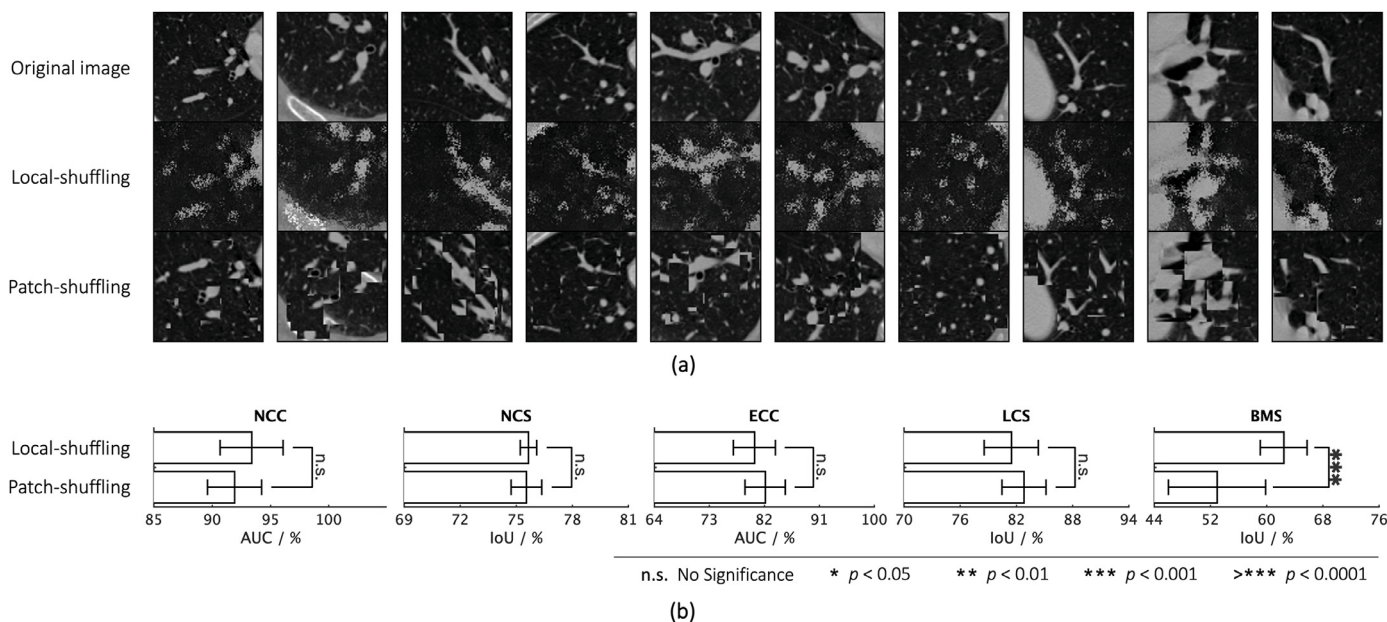 Original image
Local-shuffling
Patch-shuffling
(a)
NCC NCS ECC LCS BMS
Local-shuffling n.s. n.s. n.s. n.s. ***
Patch-shuffling
85 90 95 100 69 72 75 78 81 64 73 82 91 100 70 76 82 88 94 44 52 60 68 76
AUC / % IoU / % AUC / % IoU / % IoU / %
n.s. No Significance * p < 0.05 ** p < 0.01 *** p < 0.001 >*** p < 0.0001
(b)